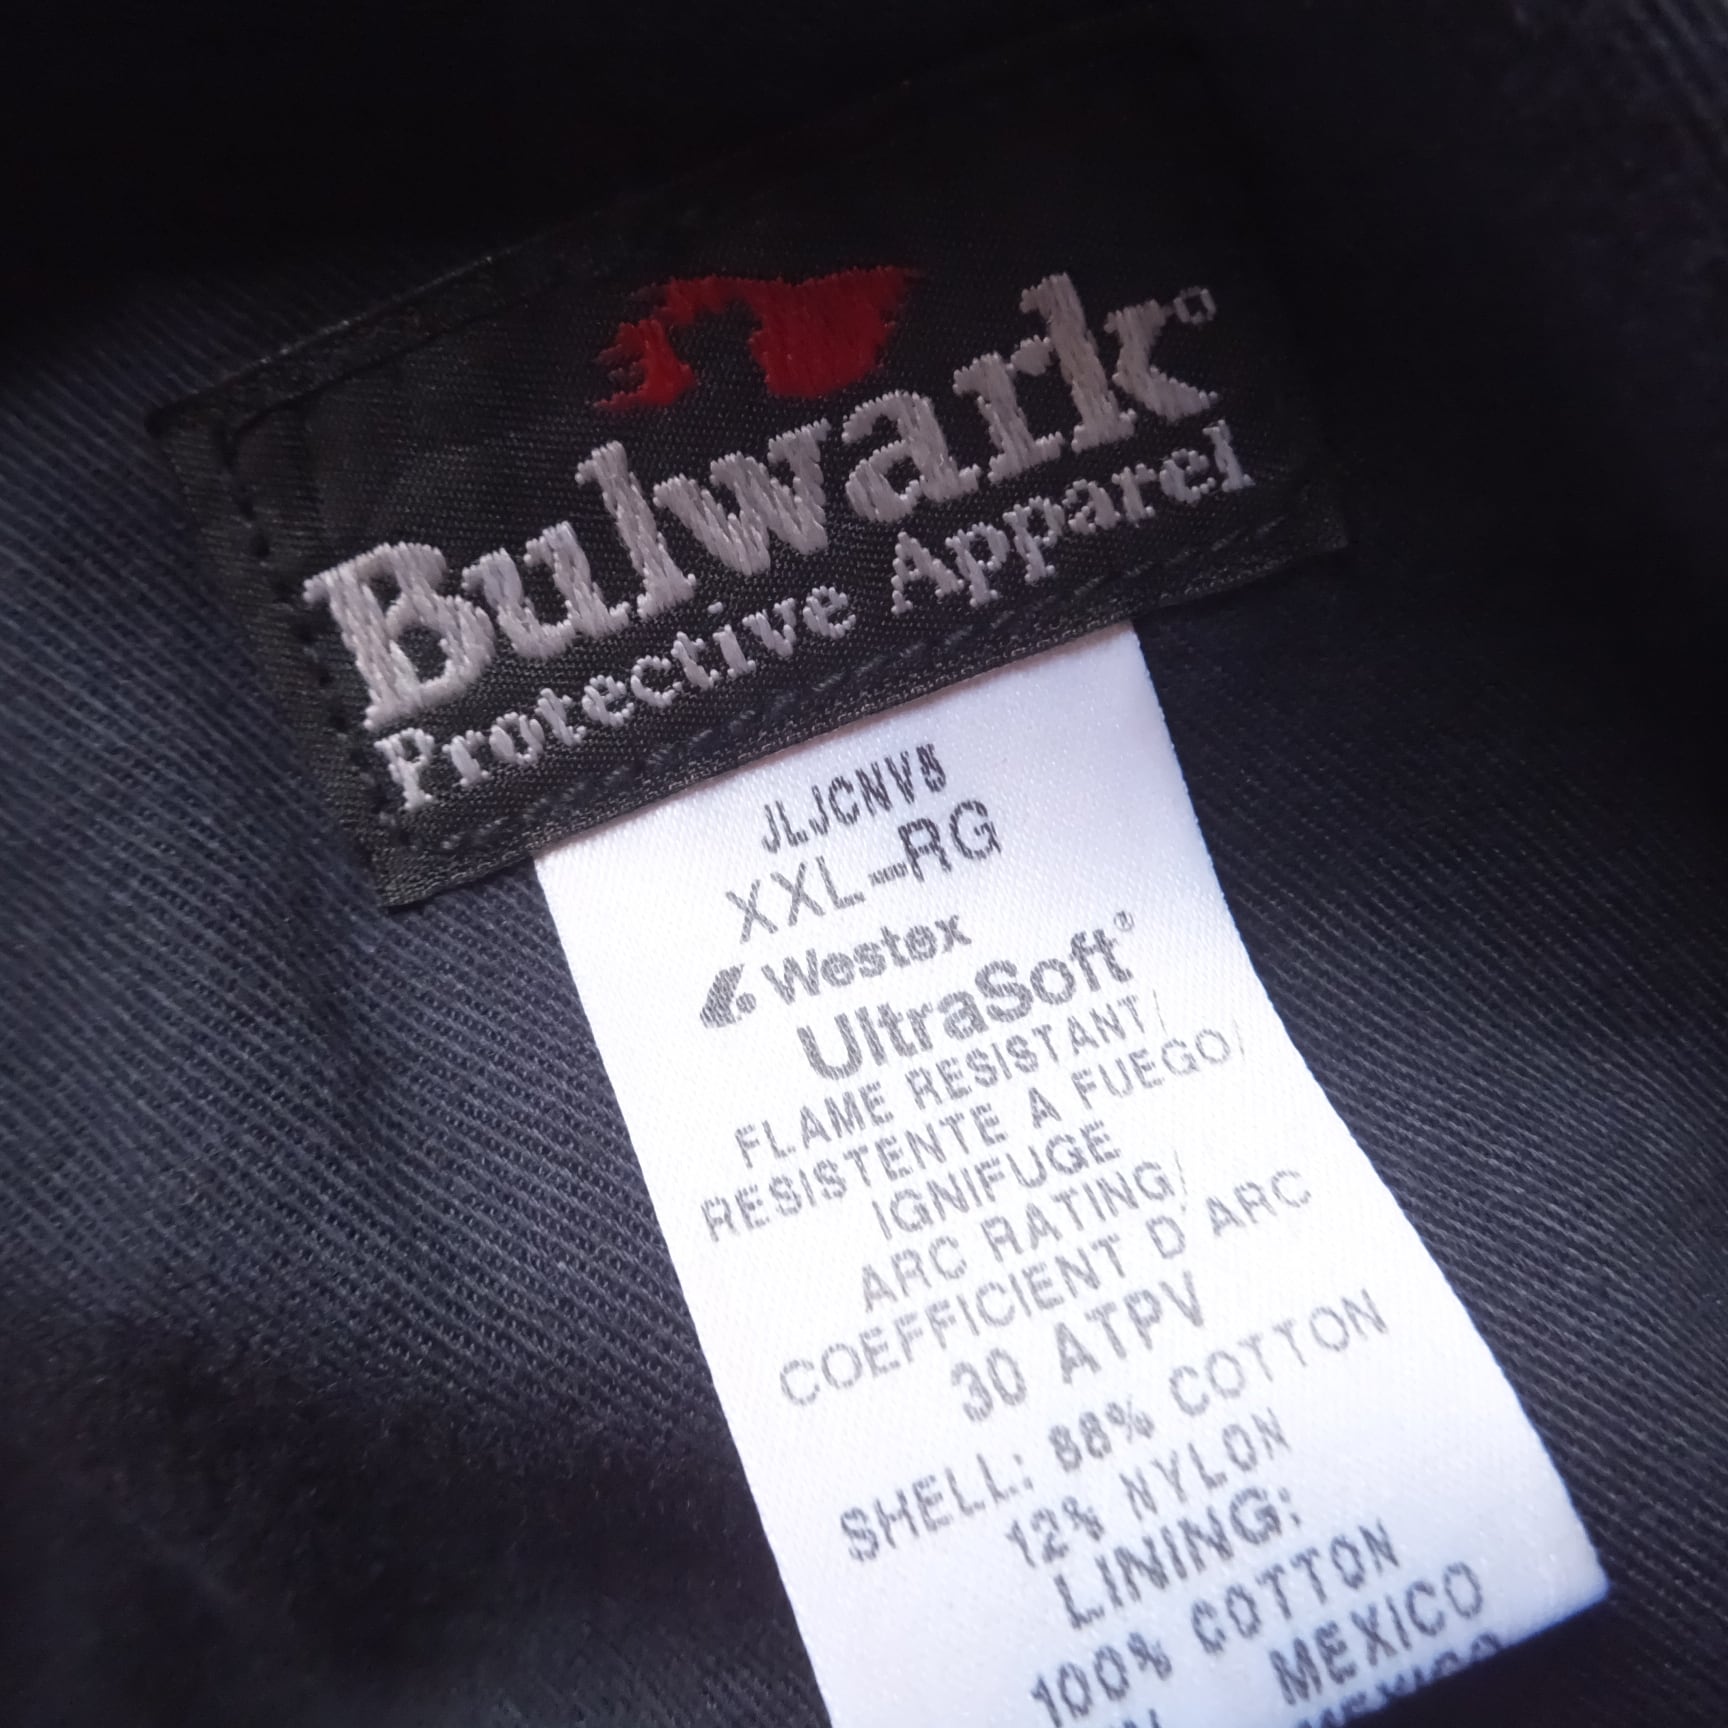 Bulwark®
Protective Apparel
JLJCNV5
XXL-RG
Westex
UltraSoft®
FLAME RESISTANT/
RESISTENTE A FUEGO/
IGNIFUGE
ARC RATING/
COEFFICIENT D ARC
30 ATPV
SHELL: 88% COTTON
12% NYLON
LINING:
100% COTTON
MEXICO